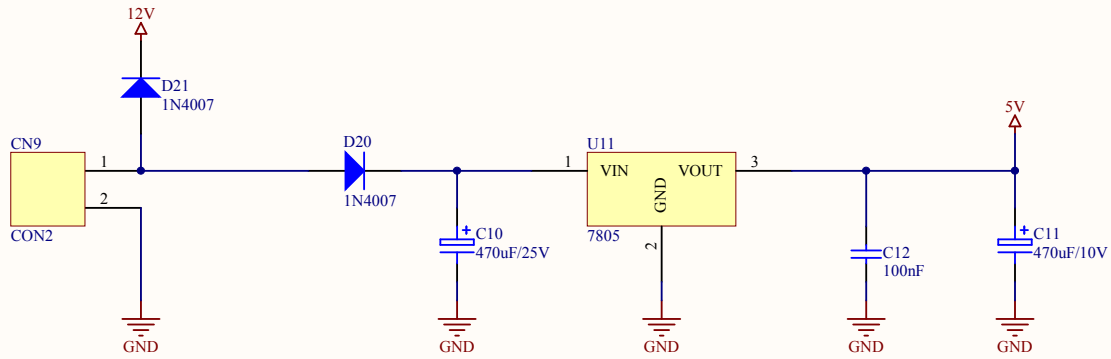 12V
D21
1N4007
5V
CN9
1
2
CON2
D20
1N4007
U11
1
VIN
VOUT
3
GND
2
7805
C10
470uF/25V
C12
100nF
C11
470uF/10V
GND
GND
GND
GND
GND